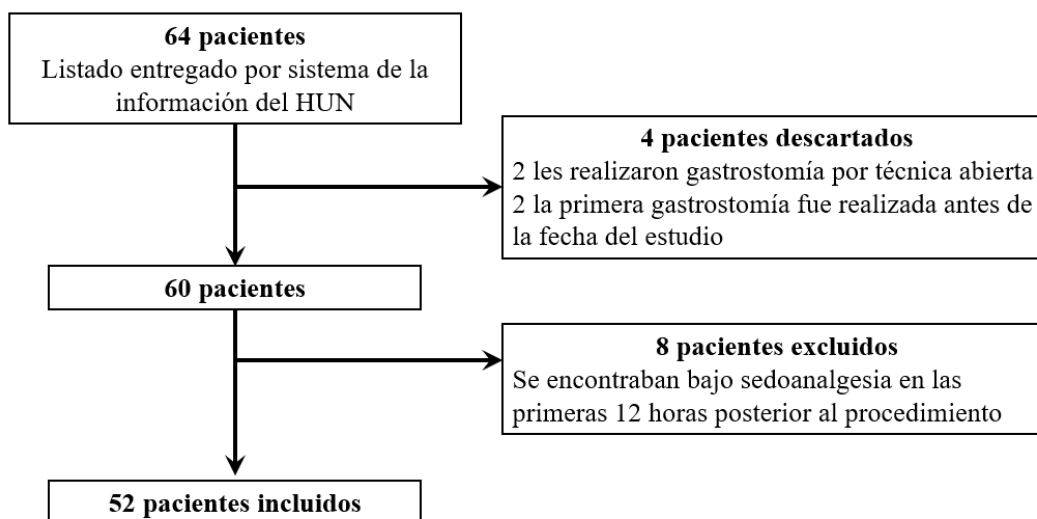 64 pacientes
Listado entregado por sistema de la
información del HUN
4 pacientes descartados
2 les realizaron gastrostomía por técnica abierta
2 la primera gastrostomía fue realizada antes de
la fecha del estudio
60 pacientes
8 pacientes excluidos
Se encontraban bajo sedoanalgesia en las
primeras 12 horas posterior al procedimiento
52 pacientes incluidos